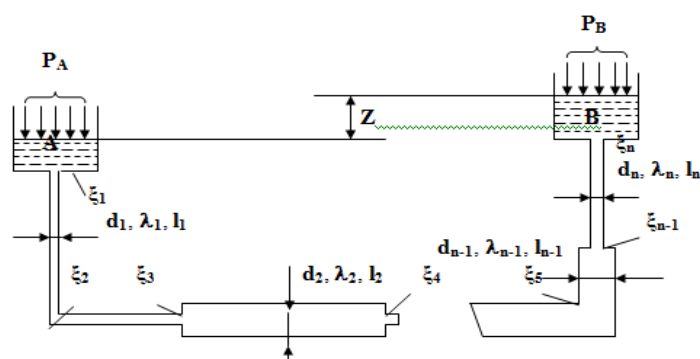 P_A
P_B
Z
A
B
ξ_1
ξ_n
d_1, λ_1, l_1
d_n, λ_n, l_n
ξ_{n-1}
d_{n-1}, λ_{n-1}, l_{n-1}
ξ_2
ξ_3
d_2, λ_2, l_2
ξ_4
ξ_5